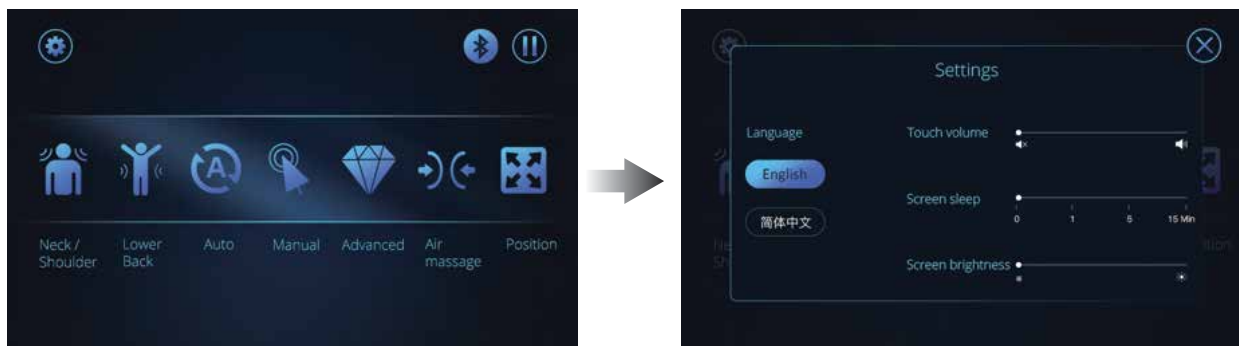 A
Neck / Lower Auto Manual Advanced Air Position
Shoulder Back massage
Settings
Language
English
简体中文
Touch volume
Screen sleep
0 1 5 15 Min
Screen brightness